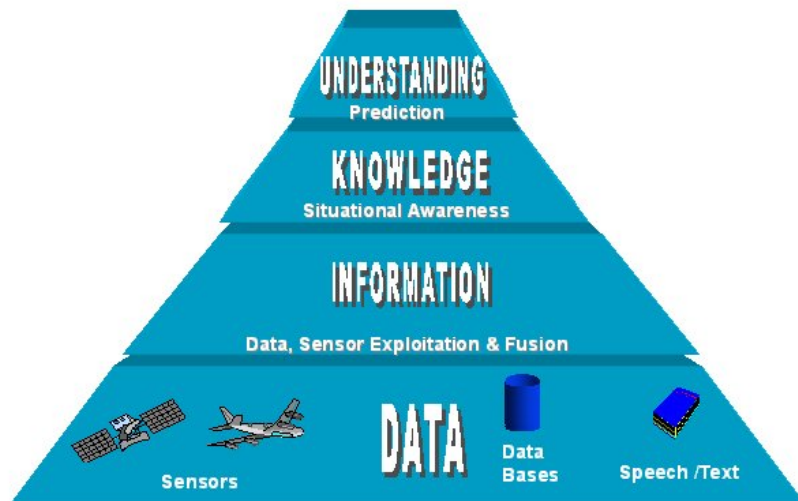 UNDERSTANDING
Prediction
KNOWLEDGE
Situational Awareness
INFORMATION
Data, Sensor Exploitation & Fusion
DATA
Sensors
Data
Bases
Speech /Text